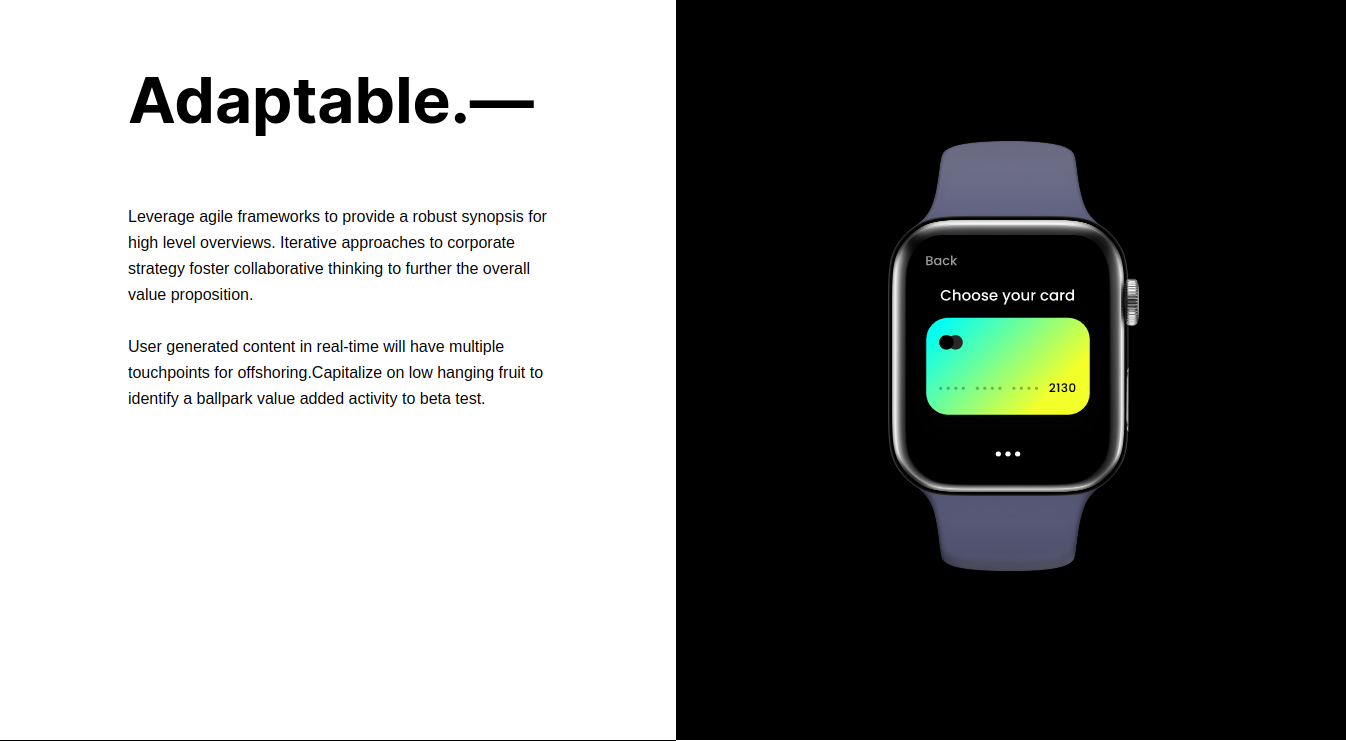 Adaptable.—
Leverage agile frameworks to provide a robust synopsis for
high level overviews. Iterative approaches to corporate
strategy foster collaborative thinking to further the overall
value proposition.
User generated content in real-time will have multiple
touchpoints for offshoring.Capitalize on low hanging fruit to
identify a ballpark value added activity to beta test.
Back
Choose your card
•••• •••• •••• 2130